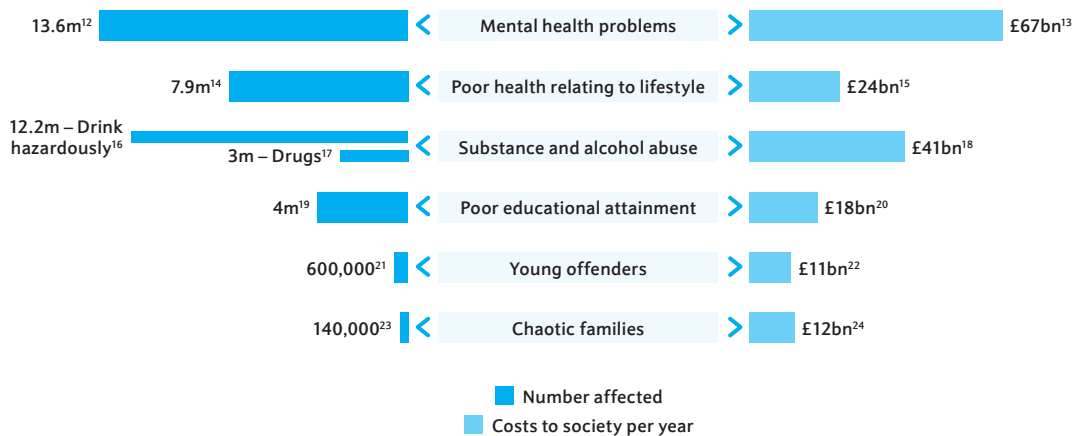 13.6m¹² Mental health problems £67bn¹³
7.9m¹⁴ Poor health relating to lifestyle £24bn¹⁵
12.2m – Drink
hazardously¹⁶
3m – Drugs¹⁷
Substance and alcohol abuse £41bn¹⁸
4m¹⁹ Poor educational attainment £18bn²⁰
600,000²¹ Young offenders £11bn²²
140,000²³ Chaotic families £12bn²⁴
Number affected
Costs to society per year